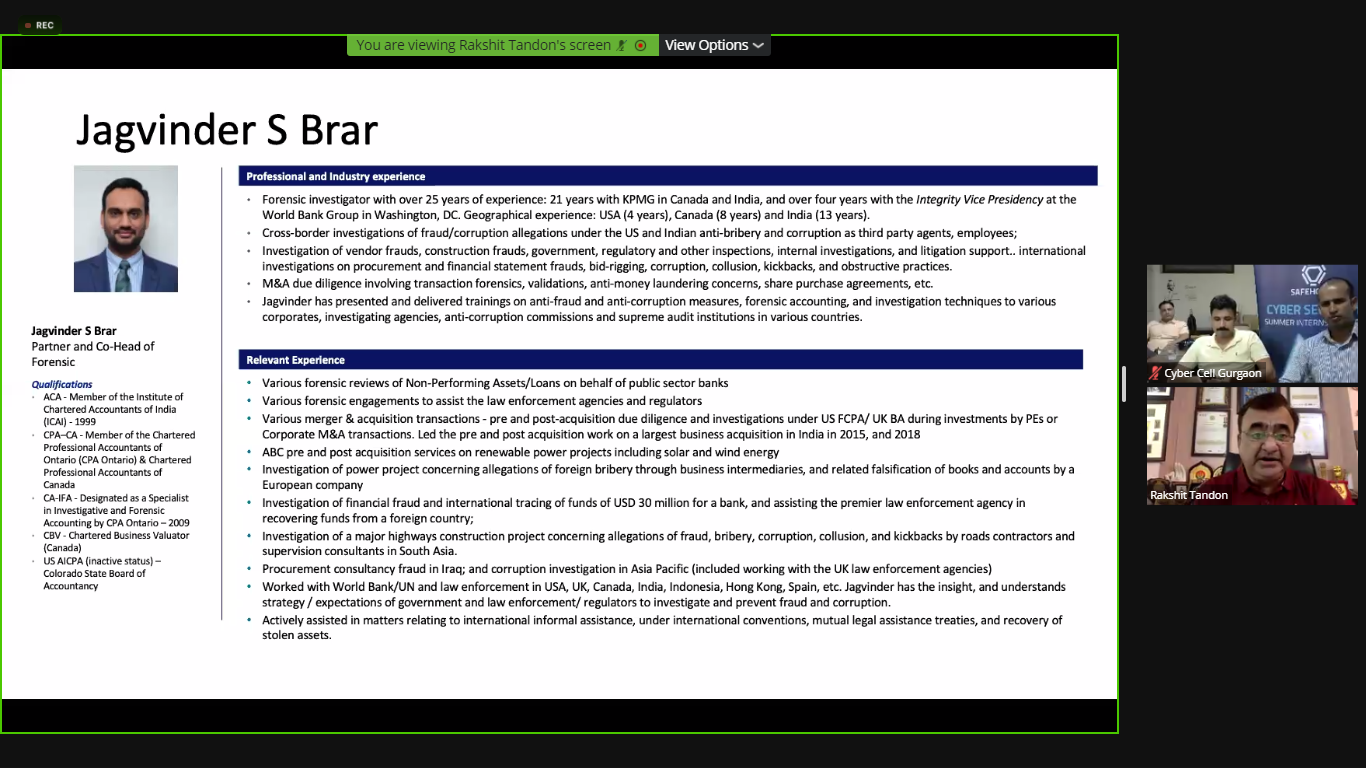 REC
You are viewing Rakshit Tandon's screen
View Options
Jagvinder S Brar
Jagvinder S Brar
Partner and Co-Head of
Forensic
Qualifications
· ACA - Member of the Institute of
Chartered Accountants of India
(ICAI) - 1999
· CPA–CA - Member of the Chartered
Professional Accountants of
Ontario (CPA Ontario) & Chartered
Professional Accountants of
Canada
· CA-IFA - Designated as a Specialist
in Investigative and Forensic
Accounting by CPA Ontario – 2009
· CBV - Chartered Business Valuator
(Canada)
· US AICPA (inactive status) –
Colorado State Board of
Accountancy
Professional and Industry experience
• Forensic investigator with over 25 years of experience: 21 years with KPMG in Canada and India, and over four years with the Integrity Vice Presidency at the
World Bank Group in Washington, DC. Geographical experience: USA (4 years), Canada (8 years) and India (13 years).
• Cross-border investigations of fraud/corruption allegations under the US and Indian anti-bribery and corruption as third party agents, employees;
• Investigation of vendor frauds, construction frauds, government, regulatory and other inspections, internal investigations, and litigation support.. international
investigations on procurement and financial statement frauds, bid-rigging, corruption, collusion, kickbacks, and obstructive practices.
• M&A due diligence involving transaction forensics, validations, anti-money laundering concerns, share purchase agreements, etc.
• Jagvinder has presented and delivered trainings on anti-fraud and anti-corruption measures, forensic accounting, and investigation techniques to various
corporates, investigating agencies, anti-corruption commissions and supreme audit institutions in various countries.
Relevant Experience
• Various forensic reviews of Non-Performing Assets/Loans on behalf of public sector banks
• Various forensic engagements to assist the law enforcement agencies and regulators
• Various merger & acquisition transactions - pre and post-acquisition due diligence and investigations under US FCPA/ UK BA during investments by PEs or
Corporate M&A transactions. Led the pre and post acquisition work on a largest business acquisition in India in 2015, and 2018
• ABC pre and post acquisition services on renewable power projects including solar and wind energy
• Investigation of power project concerning allegations of foreign bribery through business intermediaries, and related falsification of books and accounts by a
European company
• Investigation of financial fraud and international tracing of funds of USD 30 million for a bank, and assisting the premier law enforcement agency in
recovering funds from a foreign country;
• Investigation of a major highways construction project concerning allegations of fraud, bribery, corruption, collusion, and kickbacks by roads contractors and
supervision consultants in South Asia.
• Procurement consultancy fraud in Iraq; and corruption investigation in Asia Pacific (included working with the UK law enforcement agencies)
• Worked with World Bank/UN and law enforcement in USA, UK, Canada, India, Indonesia, Hong Kong, Spain, etc. Jagvinder has the insight, and understands
strategy / expectations of government and law enforcement/ regulators to investigate and prevent fraud and corruption.
• Actively assisted in matters relating to international informal assistance, under international conventions, mutual legal assistance treaties, and recovery of
stolen assets.
CYBER
SUMMER
Cyber Cell Gurgaon
Rakshit Tandon